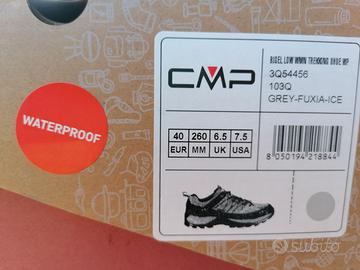 WATERPROOF
CMP
RIGEL LOW WMN TREKKING SHOE WP
3Q54456
103Q
GREY-FUXIA-ICE
40 260 6.5 7.5
EUR MM UK USA
8 050194 218844
subito